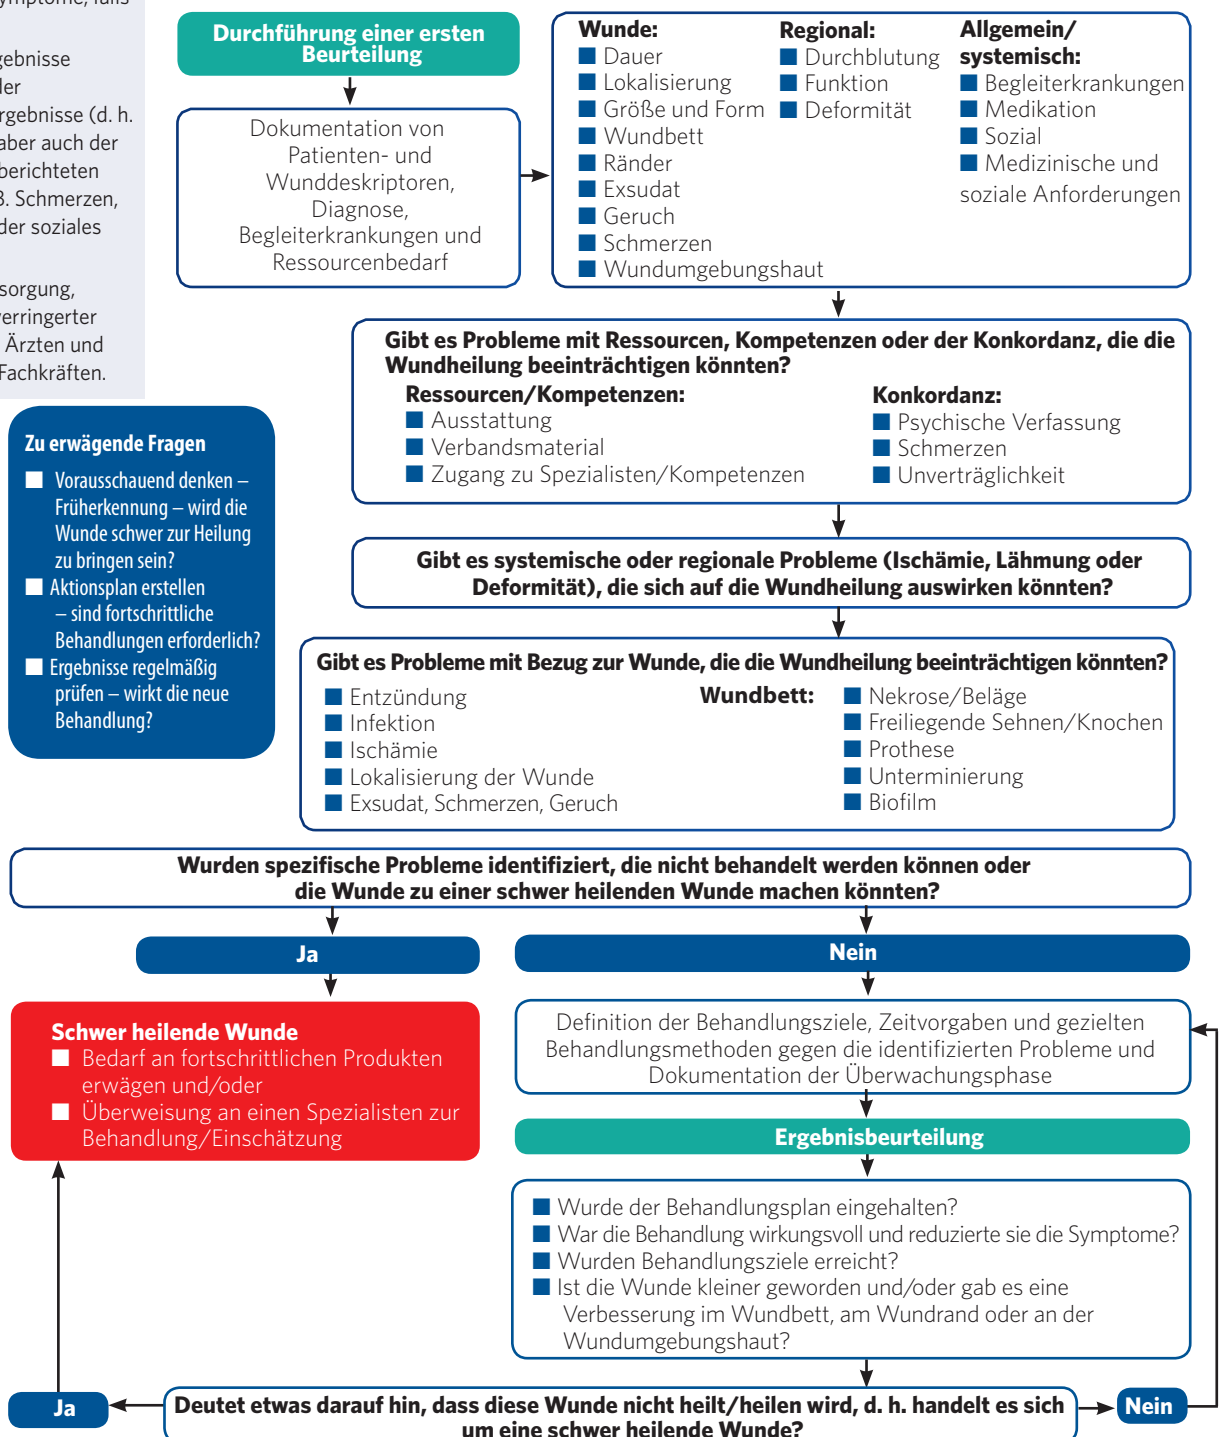 ymptome, falls
gebnisse
der
rgebnisse (d. h.
aber auch der
berichteten
B. Schmerzen,
der soziales
sorgung,
verringerter
Ärzten und
Fachkräften.
Durchführung einer ersten
Beurteilung
Dokumentation von
Patienten- und
Wunddeskriptoren,
Diagnose,
Begleiterkrankungen und
Ressourcenbedarf
Wunde:
■ Dauer
■ Lokalisierung
■ Größe und Form
■ Wundbett
■ Ränder
■ Exsudat
■ Geruch
■ Schmerzen
■ Wundumgebungshaut
Regional:
■ Durchblutung
■ Funktion
■ Deformität
Allgemein/
systemisch:
■ Begleiterkrankungen
■ Medikation
■ Sozial
■ Medizinische und
soziale Anforderungen
Gibt es Probleme mit Ressourcen, Kompetenzen oder der Konkordanz, die die
Wundheilung beeinträchtigen könnten?
Ressourcen/Kompetenzen:
■ Ausstattung
■ Verbandsmaterial
■ Zugang zu Spezialisten/Kompetenzen
Konkordanz:
■ Psychische Verfassung
■ Schmerzen
■ Unverträglichkeit
Zu erwägende Fragen
■ Vorausschauend denken –
Früherkennung – wird die
Wunde schwer zur Heilung
zu bringen sein?
■ Aktionsplan erstellen
– sind fortschrittliche
Behandlungen erforderlich?
■ Ergebnisse regelmäßig
prüfen – wirkt die neue
Behandlung?
Gibt es systemische oder regionale Probleme (Ischämie, Lähmung oder
Deformität), die sich auf die Wundheilung auswirken könnten?
Gibt es Probleme mit Bezug zur Wunde, die die Wundheilung beeinträchtigen könnten?
■ Entzündung
■ Infektion
■ Ischämie
■ Lokalisierung der Wunde
■ Exsudat, Schmerzen, Geruch
Wundbett:
■ Nekrose/Beläge
■ Freiliegende Sehnen/Knochen
■ Prothese
■ Unterminierung
■ Biofilm
Wurden spezifische Probleme identifiziert, die nicht behandelt werden können oder
die Wunde zu einer schwer heilenden Wunde machen könnten?
Ja
Nein
Schwer heilende Wunde
■ Bedarf an fortschrittlichen Produkten
erwägen und/oder
■ Überweisung an einen Spezialisten zur
Behandlung/Einschätzung
Definition der Behandlungsziele, Zeitvorgaben und gezielten
Behandlungsmethoden gegen die identifizierten Probleme und
Dokumentation der Überwachungsphase
Ergebnisbeurteilung
■ Wurde der Behandlungsplan eingehalten?
■ War die Behandlung wirkungsvoll und reduzierte sie die Symptome?
■ Wurden Behandlungsziele erreicht?
■ Ist die Wunde kleiner geworden und/oder gab es eine
Verbesserung im Wundbett, am Wundrand oder an der
Wundumgebungshaut?
Ja
Deutet etwas darauf hin, dass diese Wunde nicht heilt/heilen wird, d. h. handelt es sich
um eine schwer heilende Wunde?
Nein